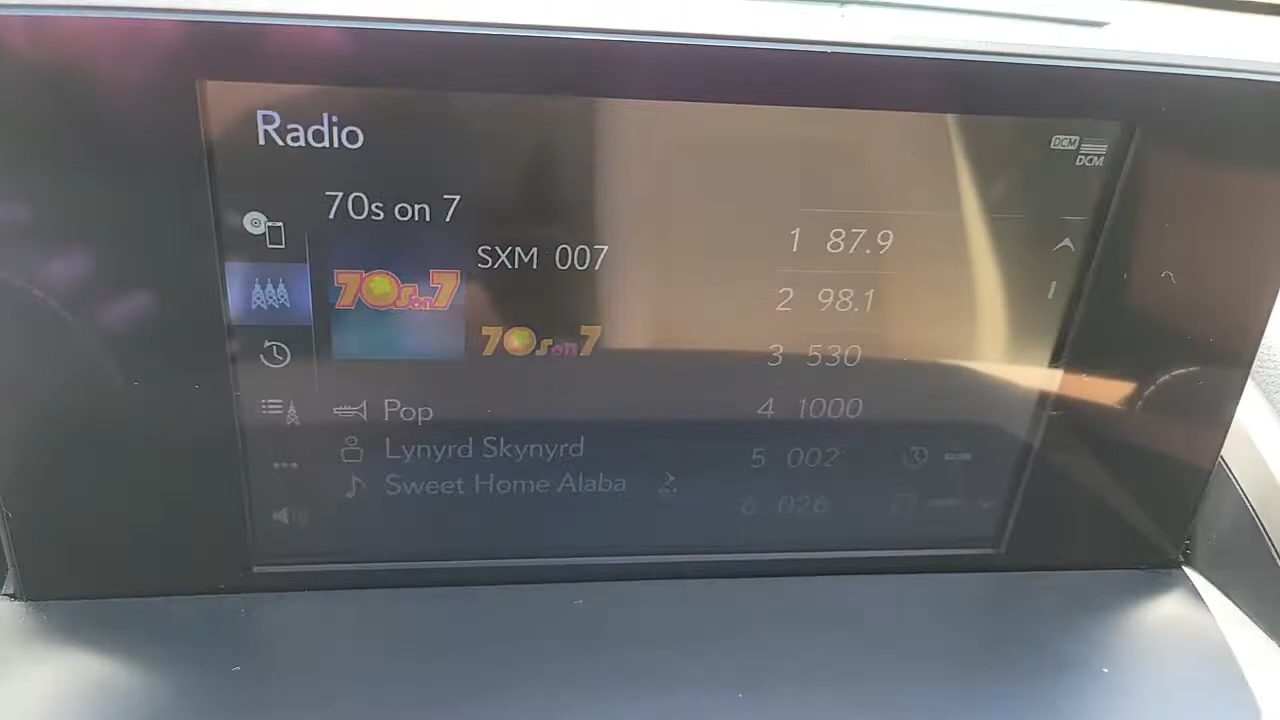 Radio
DCM
DCM
70s on 7
SXM 007
70s on 7
70s on 7
Pop
Lynyrd Skynyrd
Sweet Home Alaba
1 87.9
2 98.1
3 530
4 1000
5 002
6 026